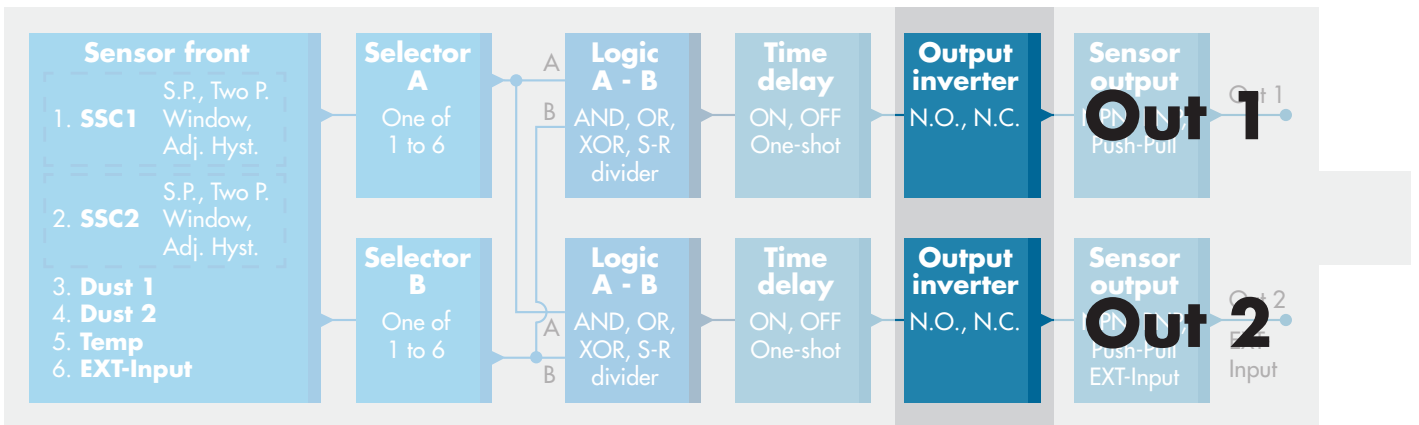 Sensor front
1. SSC1
S.P., Two P.
Window,
Adj. Hyst.
2. SSC2
S.P., Two P.
Window,
Adj. Hyst.
3. Dust 1
4. Dust 2
5. Temp
6. EXT-Input
Selector
A
One of
1 to 6
A
B
Logic
A - B
AND, OR,
XOR, S-R
divider
Time
delay
ON, OFF
One-shot
Output
inverter
N.O., N.C.
Sensor
output
Push-Pull
Out 1
Out 1
Selector
B
One of
1 to 6
A
B
Logic
A - B
AND, OR,
XOR, S-R
divider
Time
delay
ON, OFF
One-shot
Output
inverter
N.O., N.C.
Sensor
output
Push-Pull
EXT-Input
Out 2
Out 2
Input